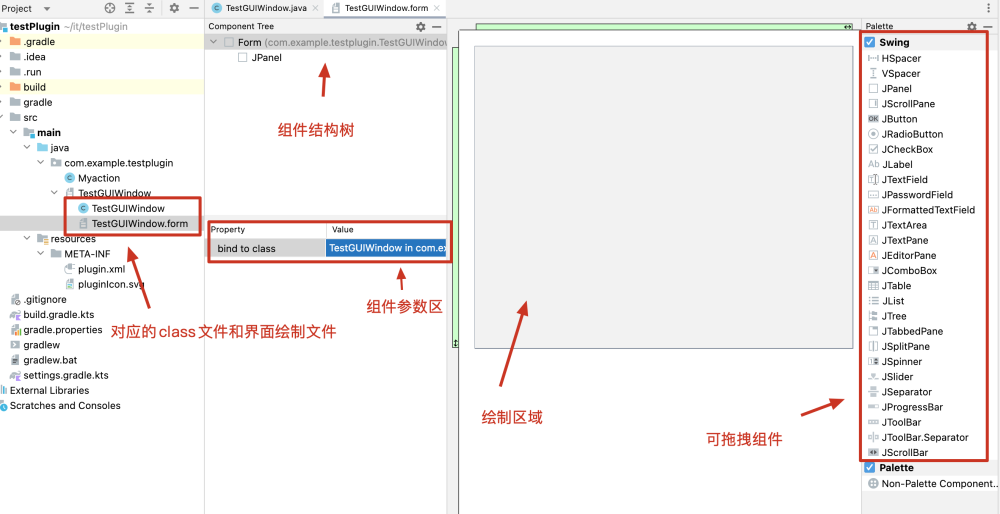 Project
TestGUIWindow.java
TestGUIWindow.form
testPlugin ~/it/testPlugin
.gradle
.idea
.run
build
gradle
src
main
java
com.example.testplugin
Myaction
TestGUIWindow
TestGUIWindow
TestGUIWindow.form
resources
META-INF
plugin.xml
pluginIcon.svg
.gitignore
build.gradle.kts
gradle.properties
gradlew
gradlew.bat
settings.gradle.kts
External Libraries
Scratches and Consoles
对应的class文件和界面绘制文件
Component Tree
Form (com.example.testplugin.TestGUIWindow
JPanel
组件结构树
Property
Value
bind to class
TestGUIWindow in com.ex
组件参数区
绘制区域
可拖拽组件
Palette
Swing
HSpacer
VSpacer
JPanel
JScrollPane
JButton
JRadioButton
JCheckBox
JLabel
JTextField
JPasswordField
JFormattedTextField
JTextArea
JTextPane
JEditorPane
JComboBox
JTable
JList
JTree
JTabbedPane
JSplitPane
JSpinner
JSlider
JSeparator
JProgressBar
JToolBar
JToolBar.Separator
JScrollBar
Palette
Non-Palette Component...